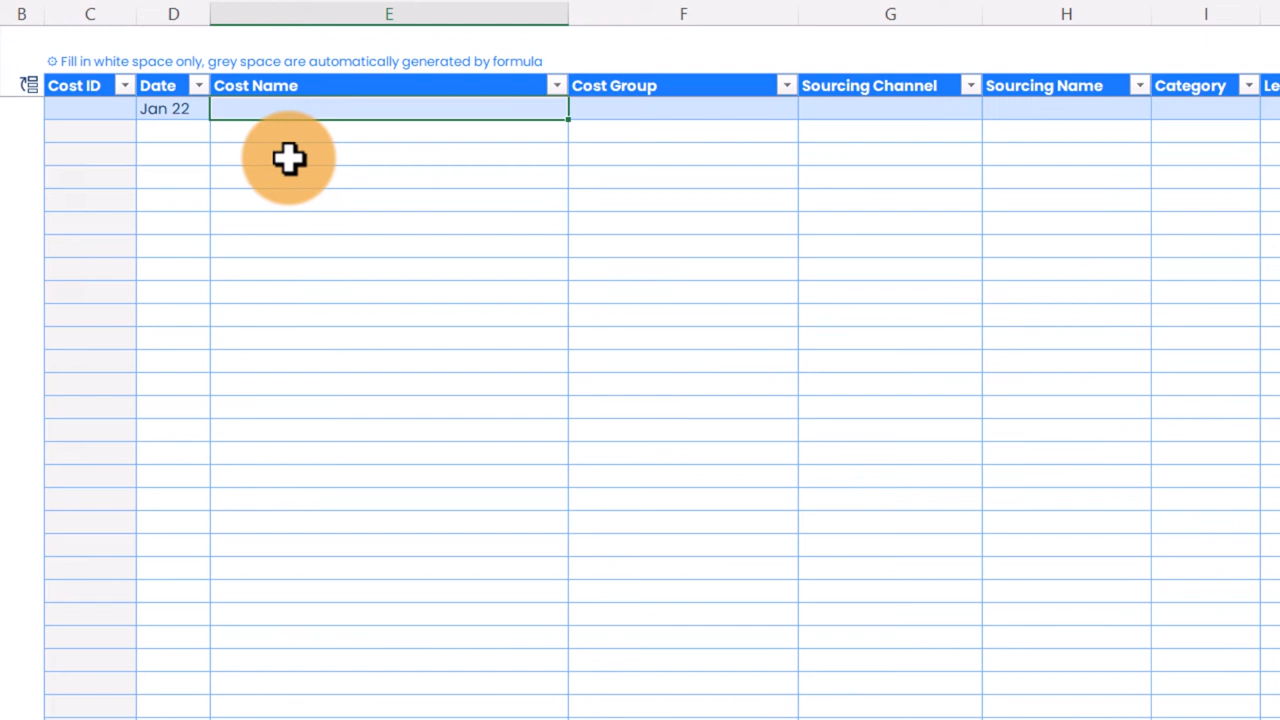 B C D E F G H I
Fill in white space only, grey space are automatically generated by formula
Cost ID Date Cost Name Cost Group Sourcing Channel Sourcing Name Category Le
Jan 22